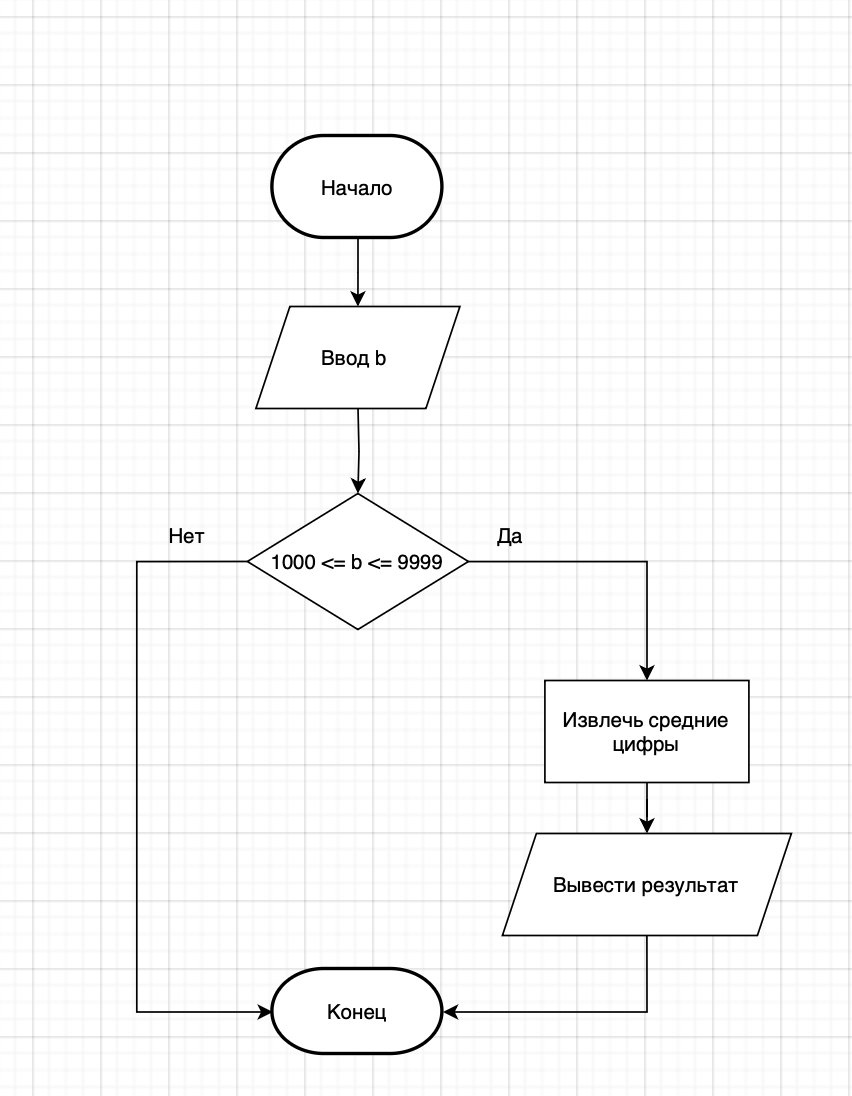 Начало
Ввод b
Нет
Да
1000 <= b <= 9999
Извлечь средние
цифры
Вывести результат
Конец